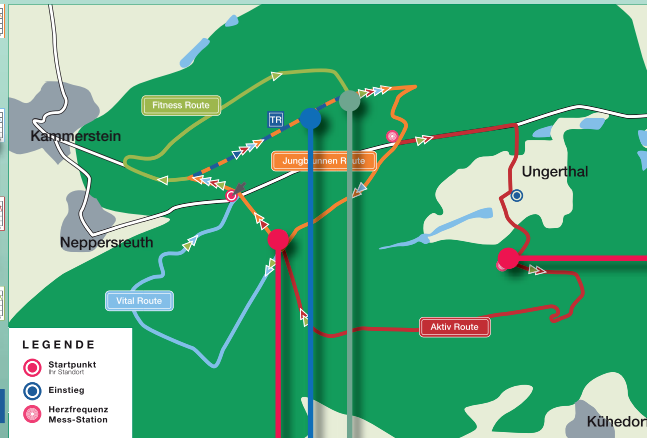 Fitness Route
TR
Kammerstein
Jungbrunnen Route
Ungerthal
Neppersreuth
Vital Route
Aktiv Route
LEGENDE
Startpunkt
Ihr Standort
Einstieg
Herzfrequenz
Mess-Station